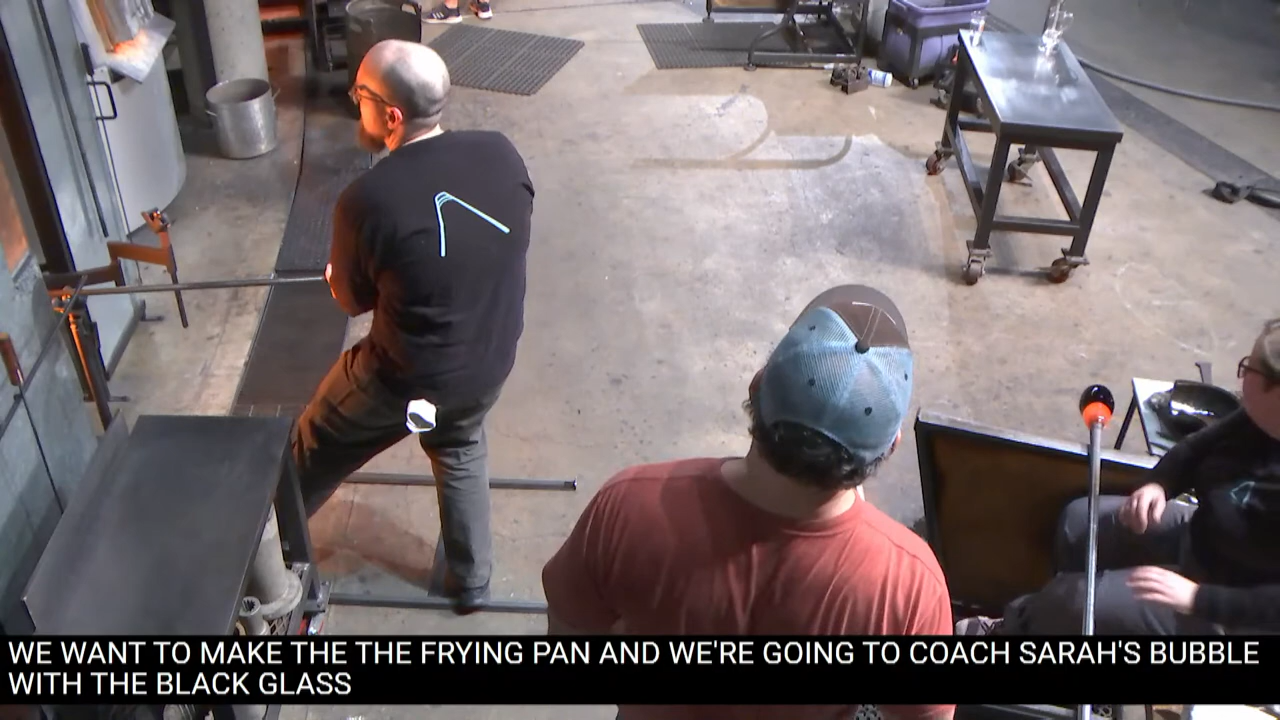 WE WANT TO MAKE THE THE FRYING PAN AND WE'RE GOING TO COACH SARAH'S BUBBLE
WITH THE BLACK GLASS